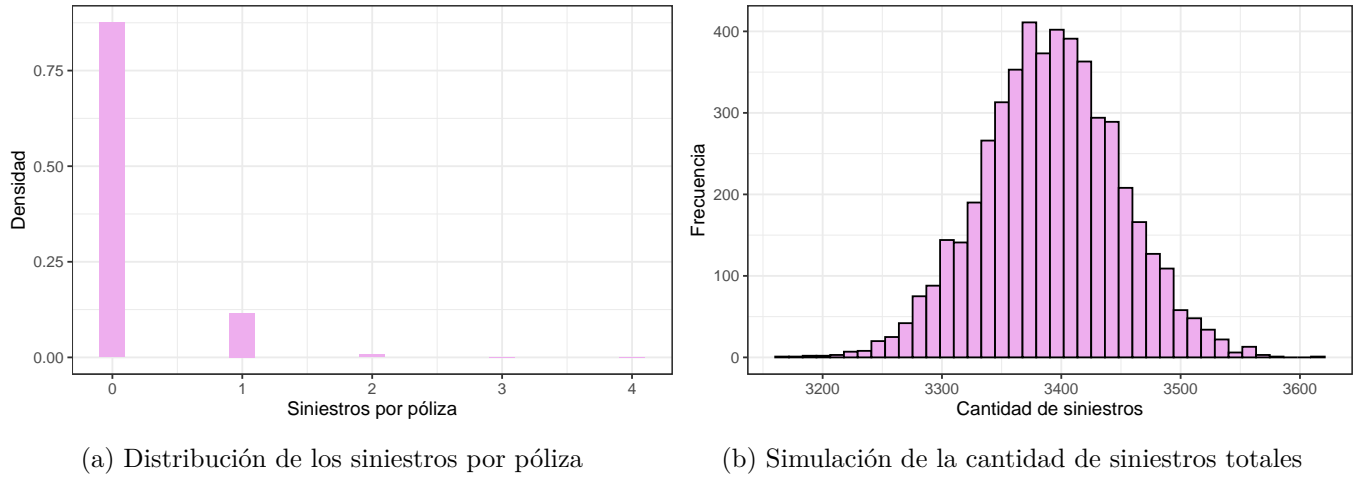 0.75
0.50
0.25
0.00
Densidad
0 1 2 3 4
Siniestros por póliza
(a) Distribución de los siniestros por póliza
400
300
200
100
0
Frecuencia
3200 3300 3400 3500 3600
Cantidad de siniestros
(b) Simulación de la cantidad de siniestros totales